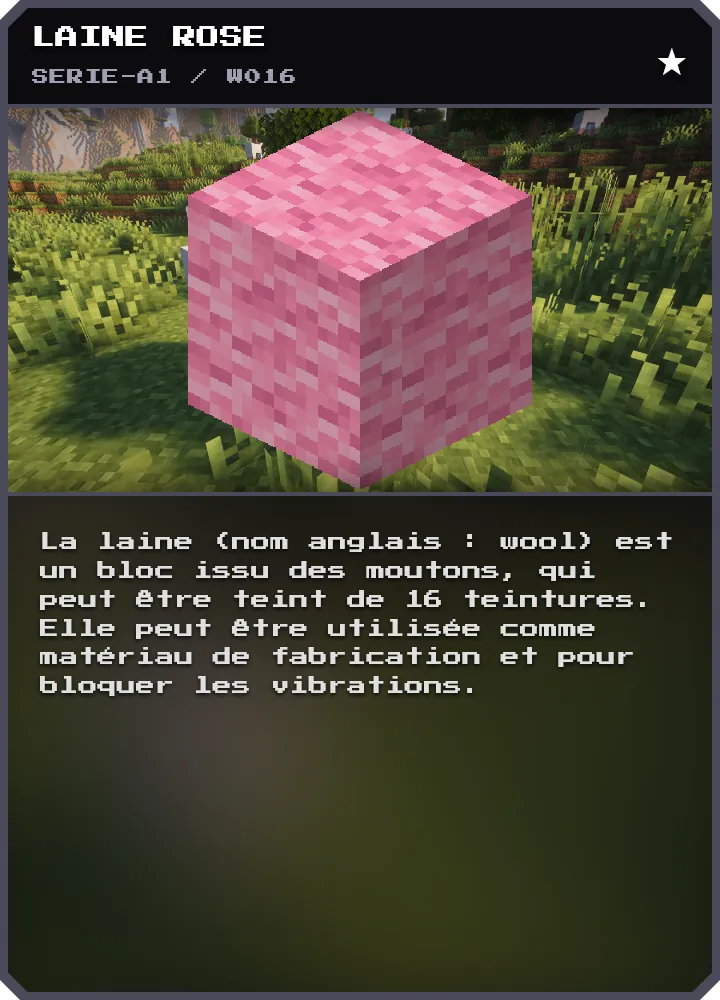 LAINE ROSE
SERIE-A1 / W016
La laine (nom anglais : wool) est
un bloc issu des moutons, qui
peut être teint de 16 teintures.
Elle peut être utilisée comme
matériau de fabrication et pour
bloquer les vibrations.